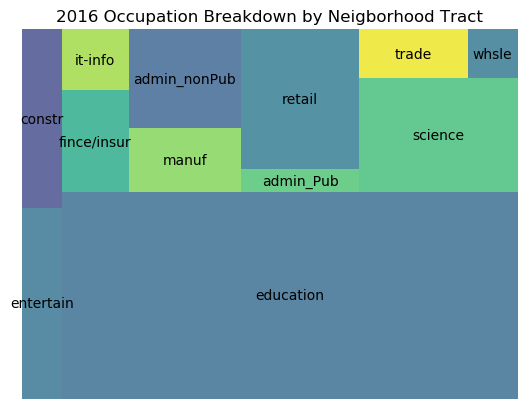 2016 Occupation Breakdown by Neigborhood Tract
it-info
admin_nonPub
retail
trade
whsle
constr
fince/insur
manuf
science
admin_Pub
entertain
education